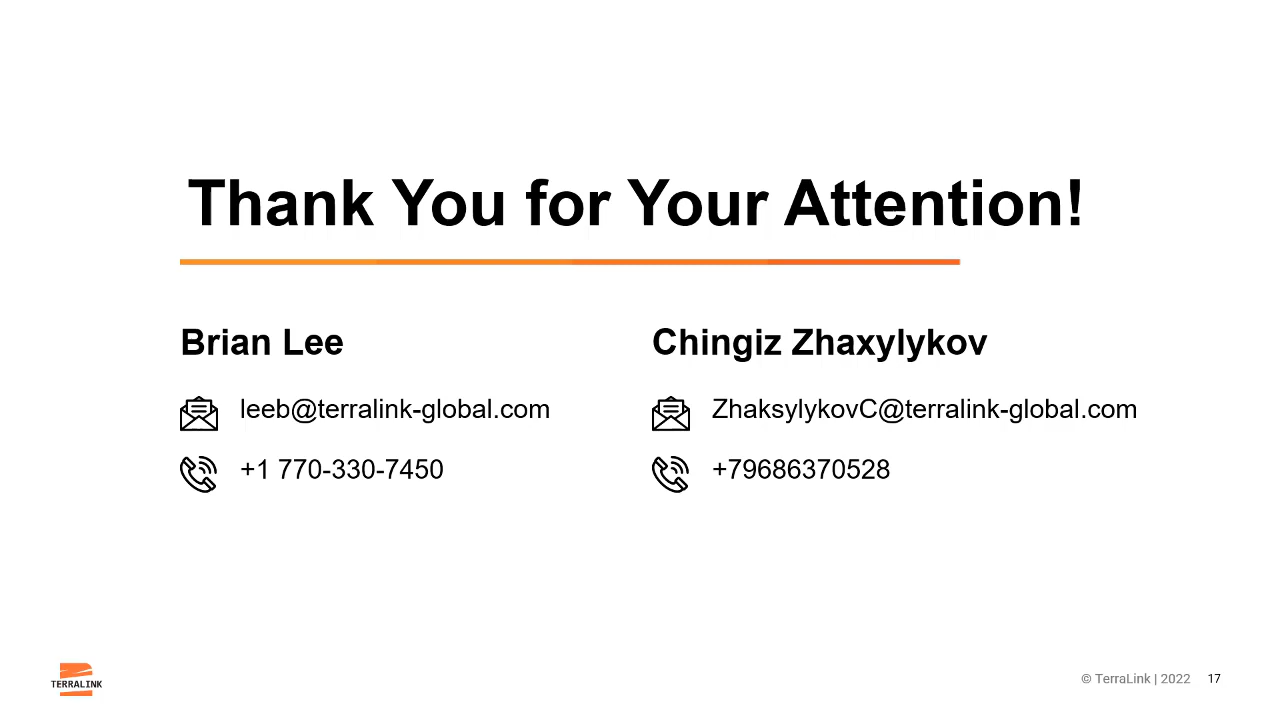 Thank You for Your Attention!
Brian Lee
leeb@terralink-global.com
+1 770-330-7450
Chingiz Zhaxylykov
ZhaksylykovC@terralink-global.com
+79686370528
TERRALINK
© TerraLink | 2022 17